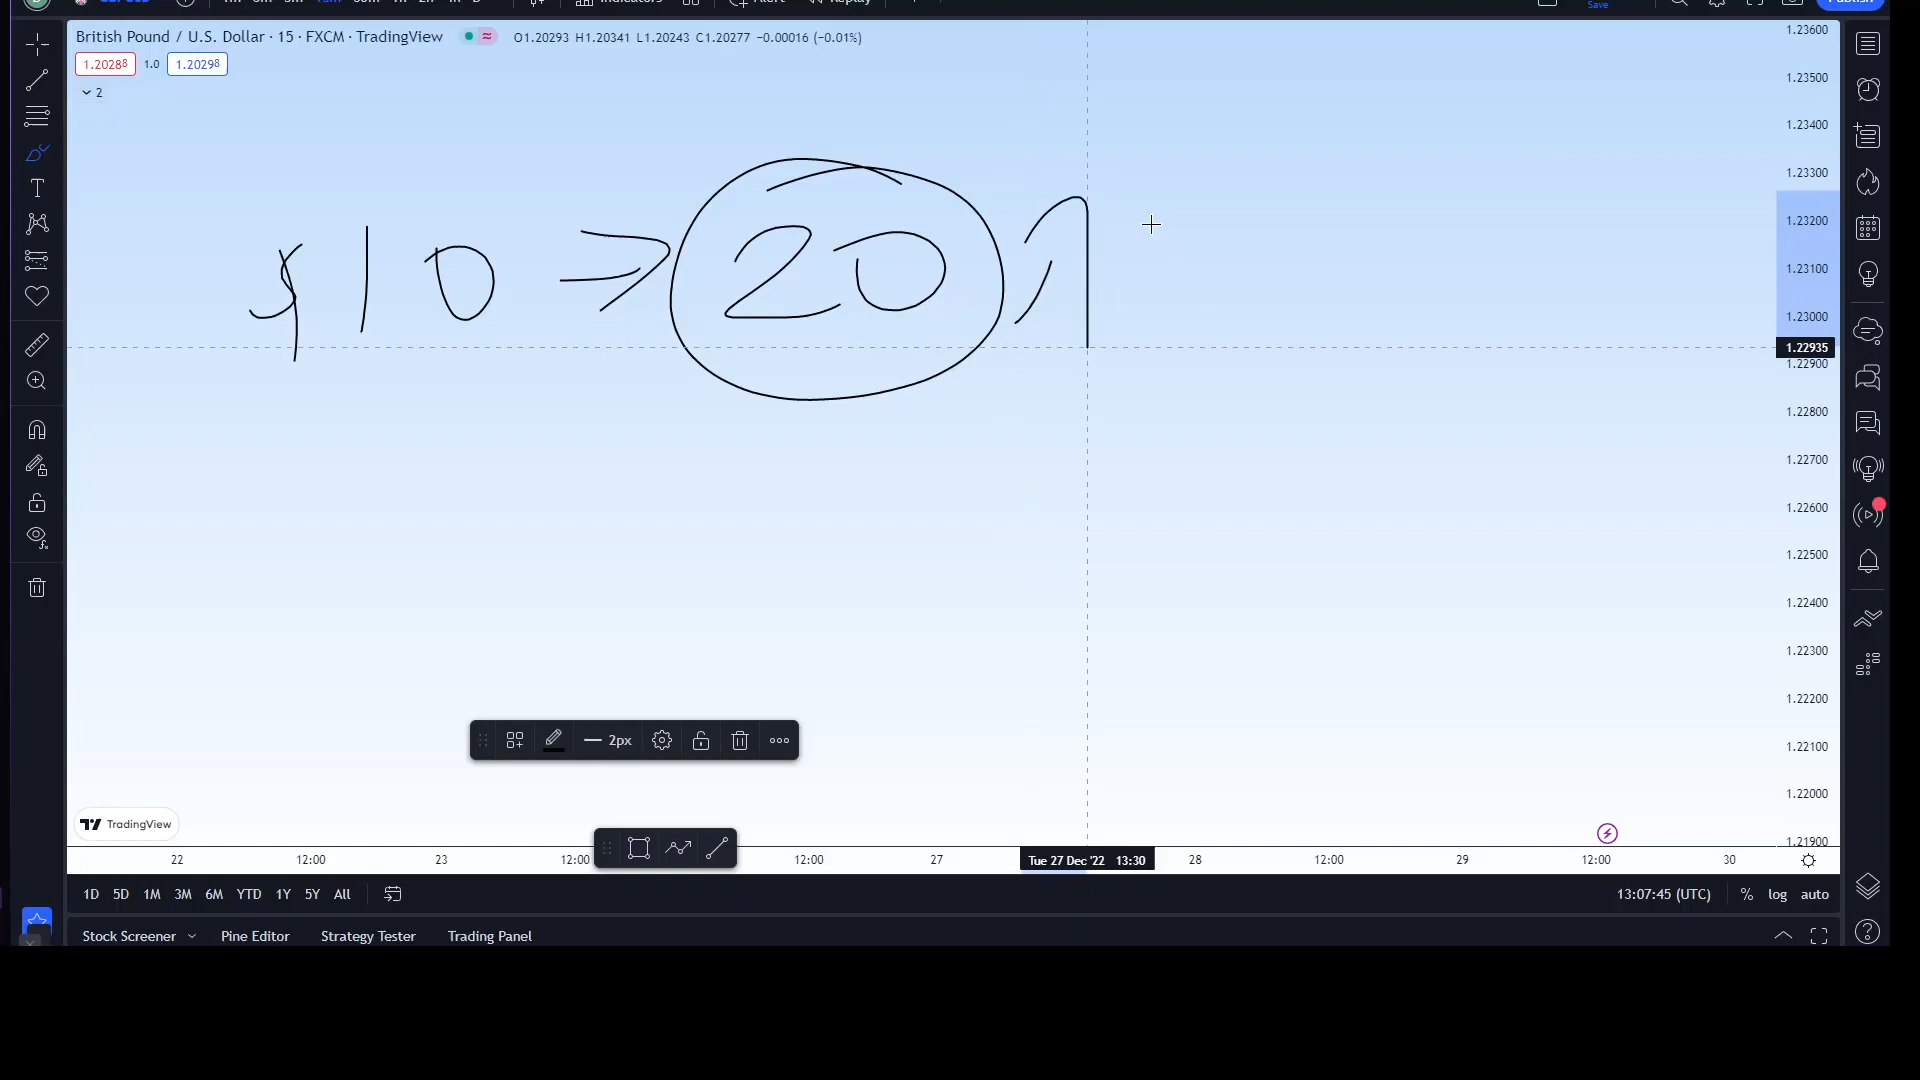 British Pound / U.S. Dollar · 15 · FXCM · TradingView O1.20293 H1.20341 L1.20243 C1.20277 −0.00016 (−0.01%)
1.20288 1.0 1.20298
2
$10 → 20
1.23600
1.23500
1.23400
1.23300
1.23200
1.23100
1.23000
1.22935
1.22900
1.22800
1.22700
1.22600
1.22500
1.22400
1.22300
1.22200
1.22100
1.22000
1.21900
2px
TradingView
22 12:00 23 12:00 12:00 27 Tue 27 Dec '22 13:30 28 12:00 29 12:00 30
1D 5D 1M 3M 6M YTD 1Y 5Y All 13:07:45 (UTC) % log auto
Stock Screener Pine Editor Strategy Tester Trading Panel
Save